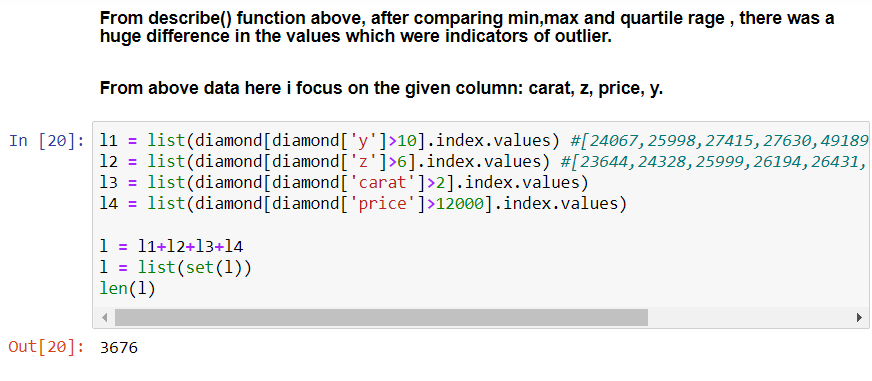 From describe() function above, after comparing min,max and quartile rage , there was a
huge difference in the values which were indicators of outlier.
From above data here i focus on the given column: carat, z, price, y.
In [20]: l1 = list(diamond[diamond['y']>10].index.values) #[24067,25998,27415,27630,49189
l2 = list(diamond[diamond['z']>6].index.values) #[23644,24328,25999,26194,26431,
l3 = list(diamond[diamond['carat']>2].index.values)
l4 = list(diamond[diamond['price']>12000].index.values)
l = l1+l2+l3+l4
l = list(set(l))
len(l)
Out[20]: 3676